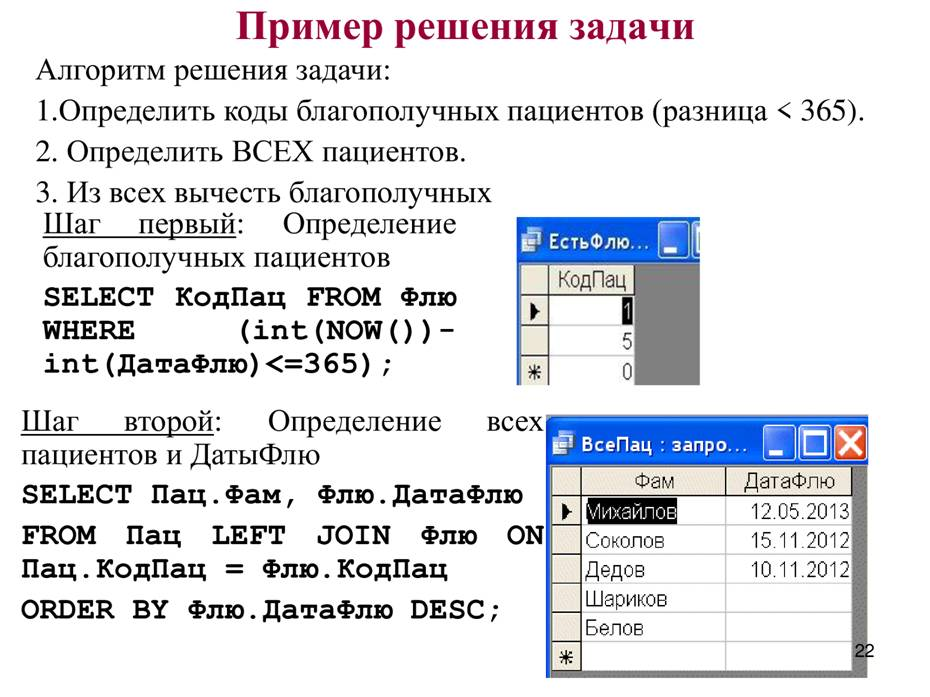 Пример решения задачи
Алгоритм решения задачи:
1.Определить коды благополучных пациентов (разница < 365).
2. Определить ВСЕХ пациентов.
3. Из всех вычесть благополучных
Шаг первый: Определение
благополучных пациентов
SELECT КодПац FROM Флю
WHERE (int(NOW())-
int(ДатаФлю)<=365);
ЕстьФлю...
КодПац
1
5
0
Шаг второй: Определение всех
пациентов и ДатыФлю
SELECT Пац.Фам, Флю.ДатаФлю
FROM Пац LEFT JOIN Флю ON
Пац.КодПац = Флю.КодПац
ORDER BY Флю.ДатаФлю DESC;
ВсеПац : запро...
Фам ДатаФлю
Михайлов 12.05.2013
Соколов 15.11.2012
Дедов 10.11.2012
Шариков
Белов
22